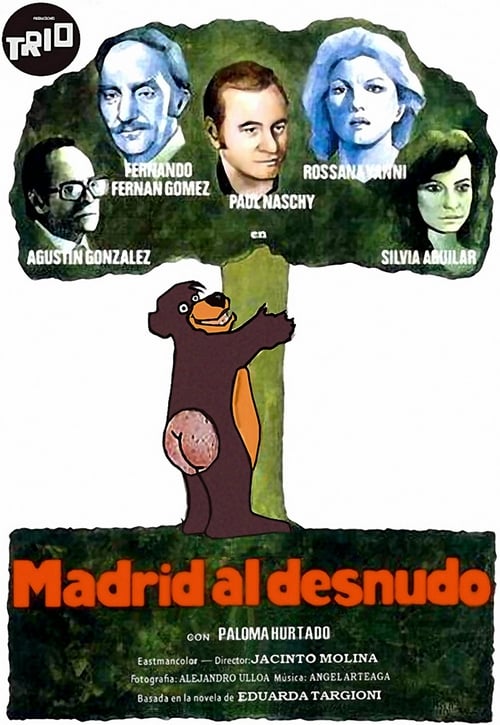 PRODUCCIONES
TRIO
FERNANDO
FERNAN GOMEZ
PAUL NASCHY
ROSSANA YANNI
AGUSTIN GONZALEZ
en
SILVIA AGUILAR
Madrid al desnudo
CON PALOMA HURTADO
Eastmancolor — Director: JACINTO MOLINA
Fotografia: ALEJANDRO ULLOA Música: ANGEL ARTEAGA
Basada en la novela de EDUARDA TARGIONI